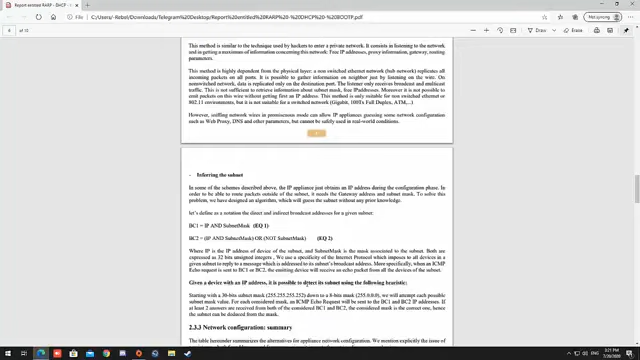 Report entitled RARP - DHCP - B
C:/Users/- Rebel/Downloads/Telegram%20Desktop/Report%20entitled%20RARP%20-%20DHCP%20-%20BOOTP.pdf
Not syncing
of 10
Draw
Erase
This method is similar to the technique used by hackers to enter a private network. It consists in listening to the network
and in getting a maximum of information concerning this network: Free IP addresses, proxy information, gateway, routing
parameters.
This method is highly dependent from the physical layer: a non switched ethernet network (hub network) replicates all
incoming packets on all ports. It is possible to gather information on neighbor just by listening on the wire. On
nonswitched network, data is replicated only on the destination port. The listener only receives broadcast and multicast
traffic. This is not sufficient to retrieve information about subnet mask, free IPaddresses. Moreover it is not possible to
emit packets on this wire without getting first an IP address. This method is only suitable for non switched ethernet or
802.11 environments, but it is not suitable for a switched network (Gigabit, 100Tx Full Duplex, ATM,...)
However, sniffing network wires in promiscuous mode can allow IP appliances guessing some network configuration
such as Web Proxy, DNS and other parameters, but cannot be safely used in real-world conditions.
- Inferring the subnet
In some of the schemes described above, the IP appliance just obtains an IP address during the configuration phase. In
order to be able to route packets outside of the subnet, it needs the Gateway address and subnet mask. To solve this
problem, we have designed an algorithm, which will guess the subnet without any prior knowledge.
let's define as a notation the direct and indirect broadcast addresses for a given subnet:
BC1 = IP AND SubnetMask (EQ 1)
BC2 = (IP AND SubnetMask) OR (NOT SubnetMask) (EQ 2)
Where IP is the IP address of device of the subnet, and SubnetMask is the mask associated to the subnet. Both are
expressed as 32 bits unsigned integers. We use a specificity of the Internet Protocol which imposes to all devices in a
given subnet to reply to a message which is addressed to its subnet's broadcast address. More specifically, when an ICMP
Echo request is sent to BC1 or BC2, the emitting device will receive an echo packet from all the devices of the subnet.
Given a device with an IP address, it is possible to detect its subnet using the following heuristic:
Starting with a 30-bits subnet mask (255.255.255.252) down to a 8-bits mask (255.0.0.0), we will attempt each possible
subnet mask value. For each considered mask, an ICMP Echo Request will be sent to the BC1 and BC2 IP addresses. If
at least 2 answers are received from both of the considered BC1 and BC2, the considered mask is the correct one, hence
the subnet can be deduced from the mask.
2.3.3 Network configuration: summary
The table hereunder summarizes the alternatives for appliance network configuration. We mention explicitly the issue of
ENG
3:21 PM
7/20/2020